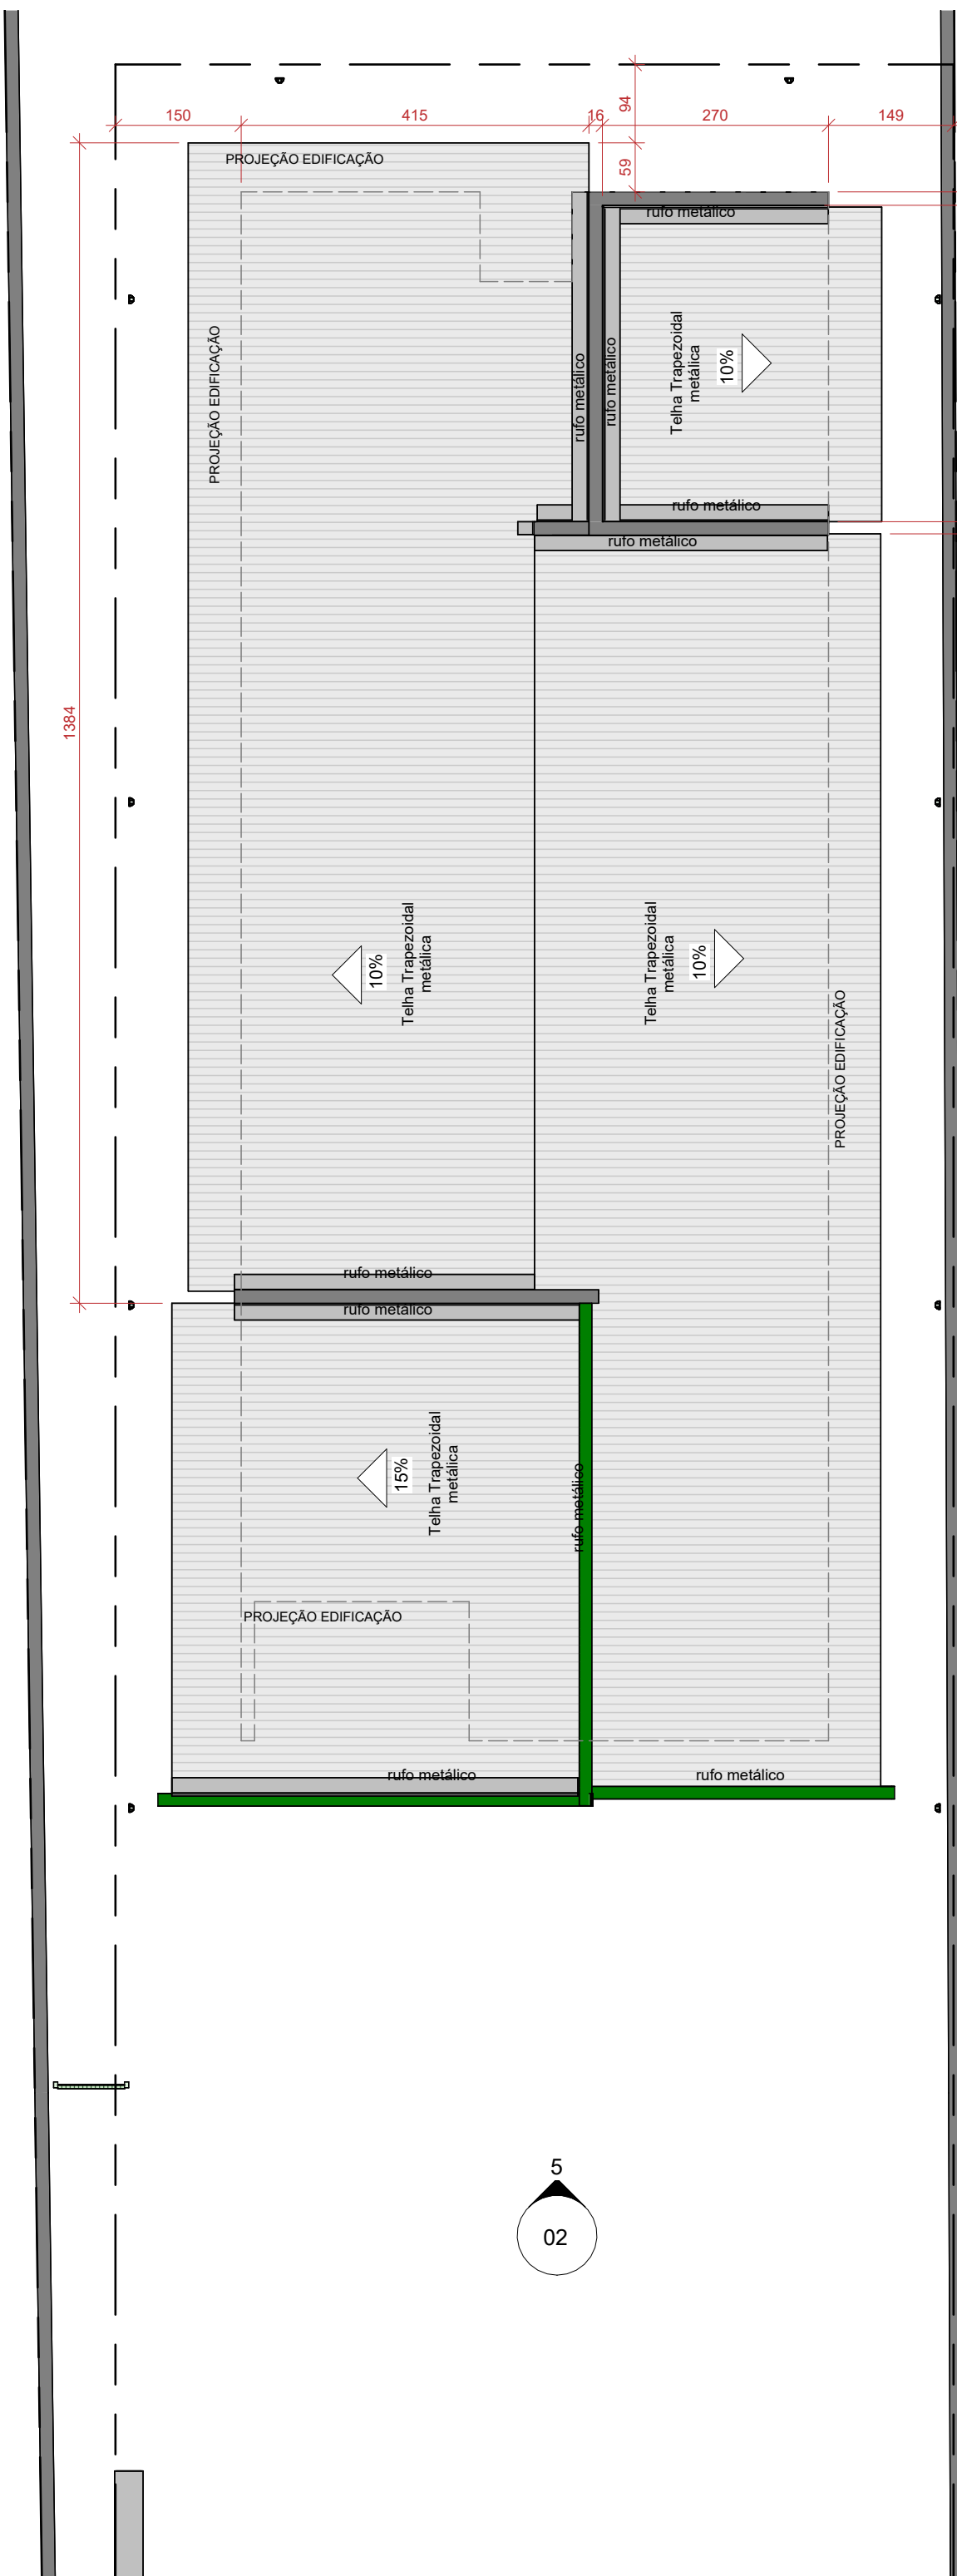 94
150
415
16
270
149
PROJEÇÃO EDIFICAÇÃO
59
rufo metálico
PROJEÇÃO EDIFICAÇÃO
rufo metálico
rufo metálico
Telha Trapezoidal
metálica
10%
rufo metálico
rufo metálico
1384
10%
Telha Trapezoidal
metálica
Telha Trapezoidal
metálica
10%
PROJEÇÃO EDIFICAÇÃO
rufo metálico
rufo metálico
15%
Telha Trapezoidal
metálica
rufo metálico
PROJEÇÃO EDIFICAÇÃO
rufo metálico
rufo metálico
5
02